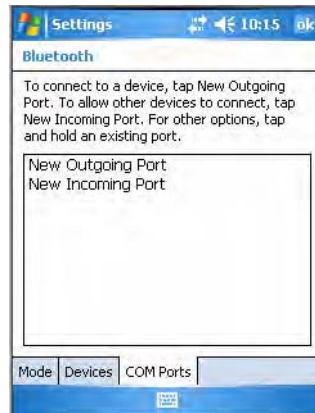 Settings 10:15 ok
Bluetooth
To connect to a device, tap New Outgoing
Port. To allow other devices to connect, tap
New Incoming Port. For other options, tap
and hold an existing port.
New Outgoing Port
New Incoming Port
Mode Devices COM Ports